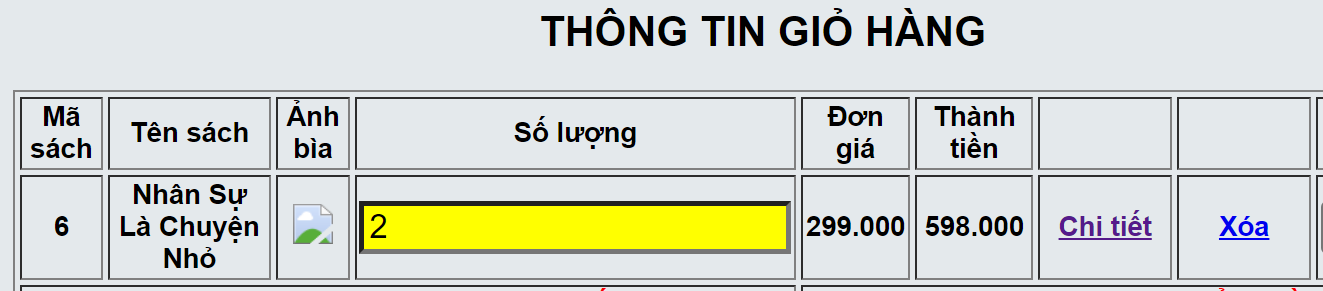 THÔNG TIN GIỎ HÀNG
Mã sách
Tên sách
Ảnh bìa
Số lượng
Đơn giá
Thành tiền
6
Nhân Sự
Là Chuyện
Nhỏ
2
299.000
598.000
Chi tiết
Xóa